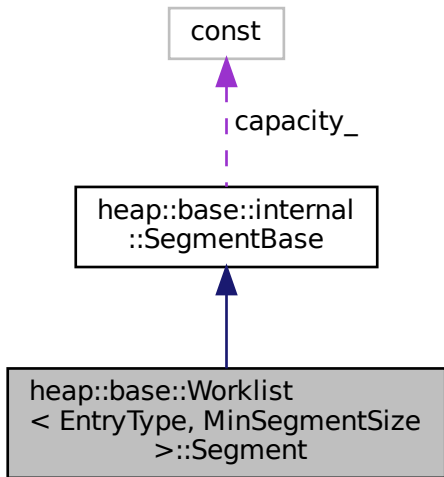 const
capacity_
heap::base::internal
::SegmentBase
heap::base::Worklist
< EntryType, MinSegmentSize
>::Segment